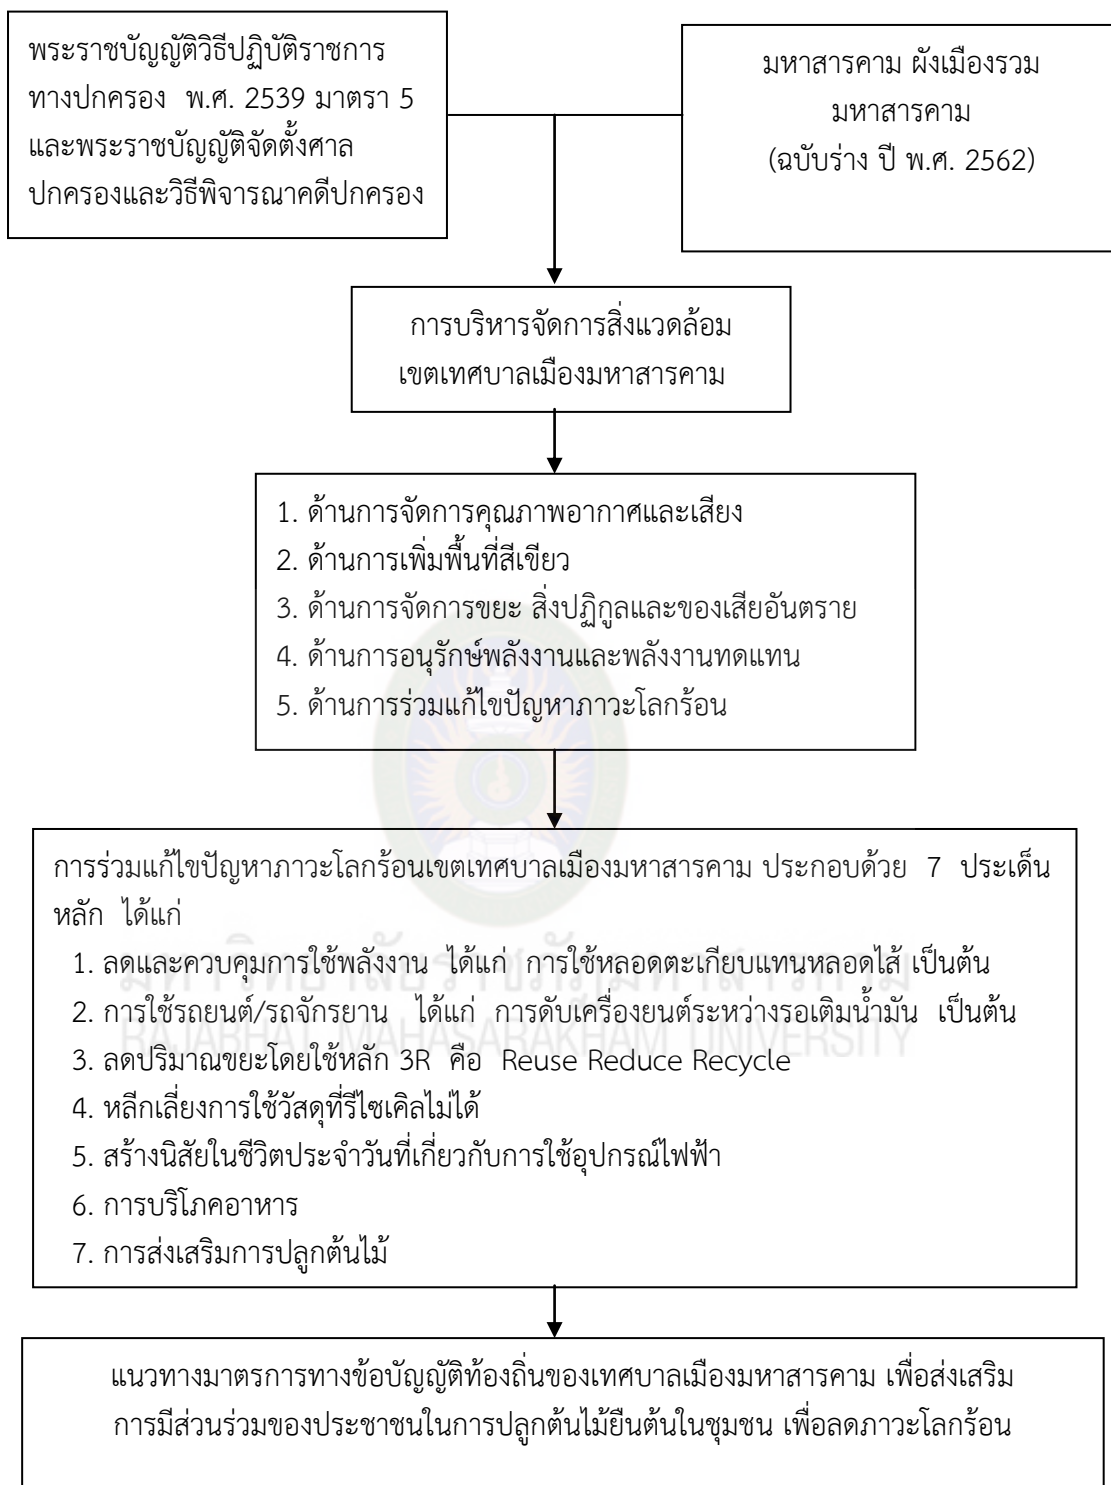 พระราชบัญญัติวิธีปฏิบัติราชการ
ทางปกครอง พ.ศ. 2539 มาตรา 5
และพระราชบัญญัติจัดตั้งศาล
ปกครองและวิธีพิจารณาคดีปกครอง
มหาสารคาม ผังเมืองรวม
มหาสารคาม
(ฉบับร่าง ปี พ.ศ. 2562)
การบริหารจัดการสิ่งแวดล้อม
เขตเทศบาลเมืองมหาสารคาม
1. ด้านการจัดการคุณภาพอากาศและเสียง
2. ด้านการเพิ่มพื้นที่สีเขียว
3. ด้านการจัดการขยะ สิ่งปฏิกูลและของเสียอันตราย
4. ด้านการอนุรักษ์พลังงานและพลังงานทดแทน
5. ด้านการร่วมแก้ไขปัญหาภาวะโลกร้อน
การร่วมแก้ไขปัญหาภาวะโลกร้อนเขตเทศบาลเมืองมหาสารคาม ประกอบด้วย 7 ประเด็น
หลัก ได้แก่
1. ลดและควบคุมการใช้พลังงาน ได้แก่ การใช้หลอดตะเกียบแทนหลอดไส้ เป็นต้น
มหาวิทยาลัยราชภัฏมหาสารคาม
2. การใช้รถยนต์/รถจักรยาน ได้แก่ การดับเครื่องยนต์ระหว่างรอเติมน้ำมัน เป็นต้น
RAJABHAT MAHASARAKHAM UNIVERSITY
3. ลดปริมาณขยะโดยใช้หลัก 3R คือ Reuse Reduce Recycle
4. หลีกเลี่ยงการใช้วัสดุที่รีไซเคิลไม่ได้
5. สร้างนิสัยในชีวิตประจำวันที่เกี่ยวกับการใช้อุปกรณ์ไฟฟ้า
6. การบริโภคอาหาร
7. การส่งเสริมการปลูกต้นไม้
แนวทางมาตรการทางข้อบัญญัติท้องถิ่นของเทศบาลเมืองมหาสารคาม เพื่อส่งเสริม
การมีส่วนร่วมของประชาชนในการปลูกต้นไม้ยืนต้นในชุมชน เพื่อลดภาวะโลกร้อน